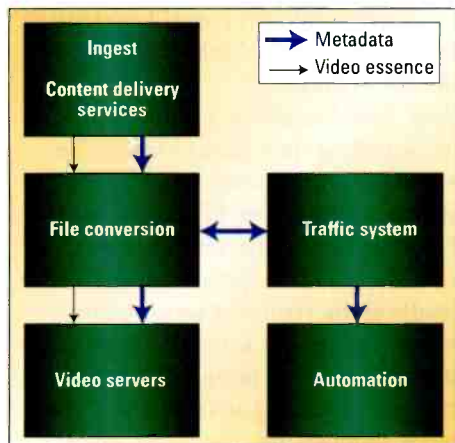 Ingest
Content delivery
services
Metadata
Video essence
File conversion
Traffic system
Video servers
Automation